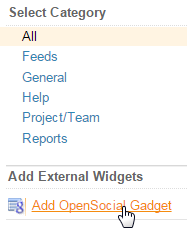 Select Category
All
Feeds
General
Help
Project/Team
Reports
Add External Widgets
Add OpenSocial Gadget